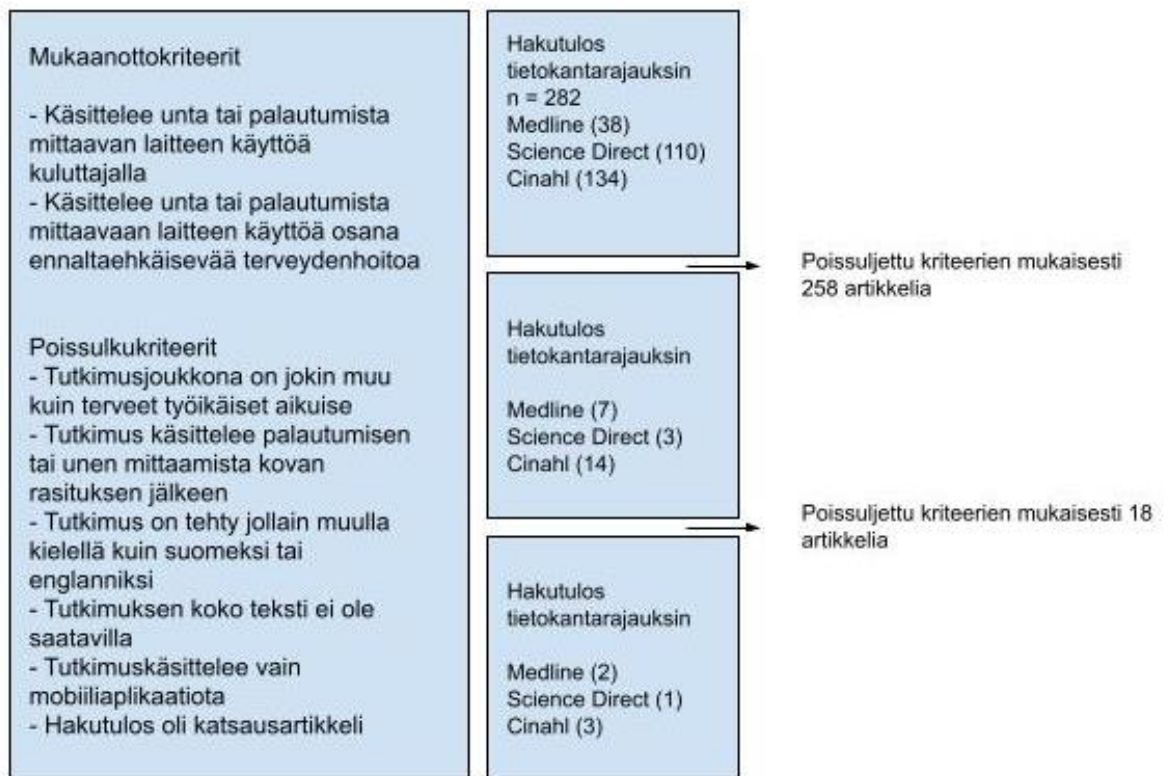 Mukaanottokriteerit
- Käsittelee unta tai palautumista
mittaavan laitteen käyttöä
kuluttajalla
- Käsittelee unta tai palautumista
mittaavaan laitteen käyttöä osana
ennaltaehkäisevää terveydenhoitoa
Poissulkukriteerit
- Tutkimusjoukkona on jokin muu
kuin terveet työikäiset aikuise
- Tutkimus käsittelee palautumisen
tai unen mittaamista kovan
rasituksen jälkeen
- Tutkimus on tehty jollain muulla
kielellä kuin suomeksi tai
englanniksi
- Tutkimuksen koko teksti ei ole
saatavilla
- Tutkimuskäsittelee vain
mobiiliaplikaatiota
- Hakutulos oli katsausartikkeli
Hakutulos
tietokantarajauksin
n = 282
Medline (38)
Science Direct (110)
Cinahl (134)
Poissuljettu kriteerien mukaisesti
258 artikkelia
Hakutulos
tietokantarajauksin
Medline (7)
Science Direct (3)
Cinahl (14)
Poissuljettu kriteerien mukaisesti 18
artikkelia
Hakutulos
tietokantarajauksin
Medline (2)
Science Direct (1)
Cinahl (3)